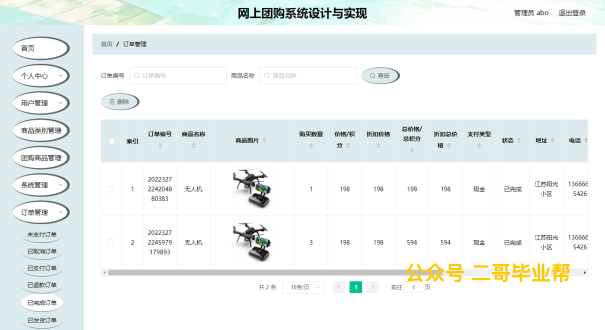 网上团购系统设计与实现
管理员 abo 退出登录
首页
个人中心
用户管理
商品类别管理
团购商品管理
系统管理
订单管理
未支付订单
已取消订单
已支付订单
已退款订单
已完成订单
已发货订单
首页 / 订单管理
订单编号 订单编号 商品名称 商品名称 查询
删除
索引 订单编号 商品名称 商品图片 购买数量 价格/积分 折扣价格 总价格/总积分 折扣总价格 支付类型 状态 地址 电话
1 2022327224204880383 无人机 1 198 198 198 198 现金 已完成 江苏阳光小区 136666 5426
2 20223272245979179893 无人机 3 198 198 594 594 现金 已完成 江苏阳光小区 136666 5426
共 2 条 10条/页 1 前往 1 页
公众号 二哥毕业帮